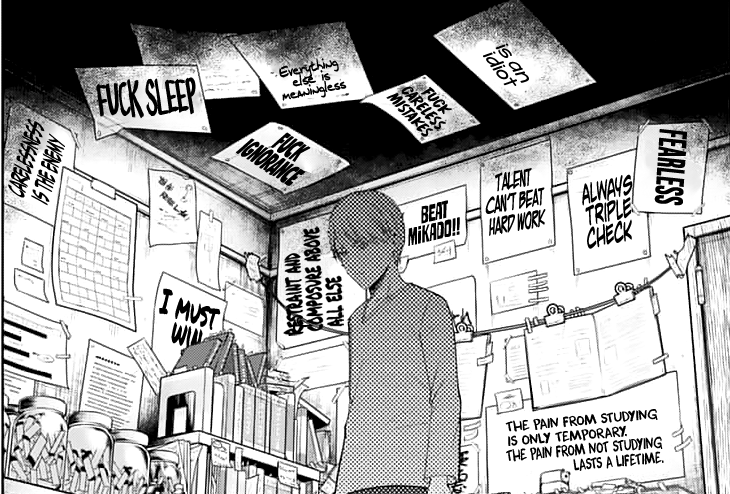 FUCK SLEEP
Everything
else is
meaningless
FUCK
CARELESS
MISTAKES
is an
idiot
FUCK
IGNORANCE
CARELESSNESS
IS THE ENEMY
I MUST
WIN
RESTRAINT AND
COMPOSURE ABOVE
ALL ELSE
BEAT
MIKADO!!
TALENT
CAN'T BEAT
HARD WORK
ALWAYS
TRIPLE
CHECK
FEARLESS
THE PAIN FROM STUDYING
IS ONLY TEMPORARY.
THE PAIN FROM NOT STUDYING
LASTS A LIFETIME.